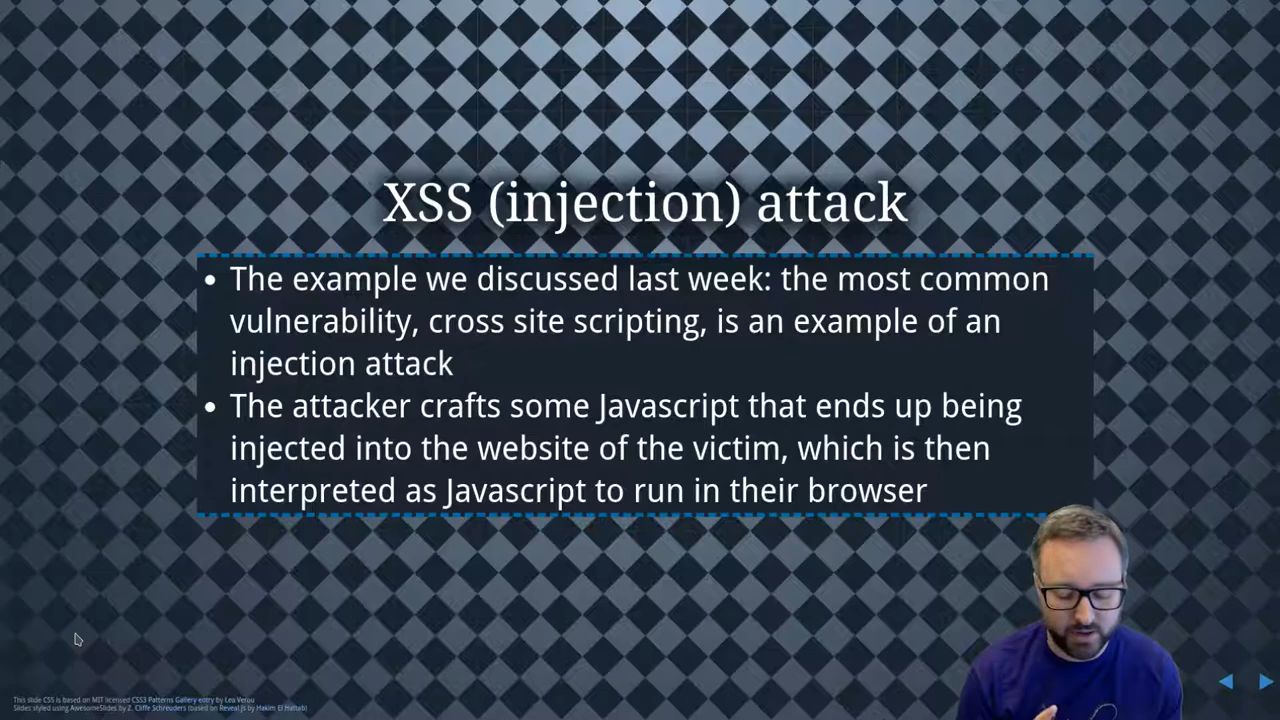 XSS (injection) attack
• The example we discussed last week: the most common
vulnerability, cross site scripting, is an example of an
injection attack
• The attacker crafts some Javascript that ends up being
injected into the website of the victim, which is then
interpreted as Javascript to run in their browser
This slide CSS is based on MIT licensed CSS3 Patterns Gallery entry by Lea Verou
Slides styled using AwesomeSlides by Z. Cliffe Schreuders (based on Reveal.js by Hakim El Hattab)